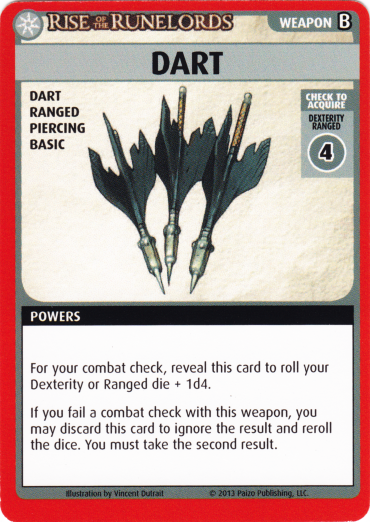 RISE OF THE RUNELORDS
WEAPON B
DART
DART
RANGED
PIERCING
BASIC
CHECK TO
ACQUIRE
DEXTERITY
RANGED
4
POWERS
For your combat check, reveal this card to roll your
Dexterity or Ranged die + 1d4.
If you fail a combat check with this weapon, you
may discard this card to ignore the result and reroll
the dice. You must take the second result.
Illustration by Vincent Dutrait © 2013 Paizo Publishing, LLC.